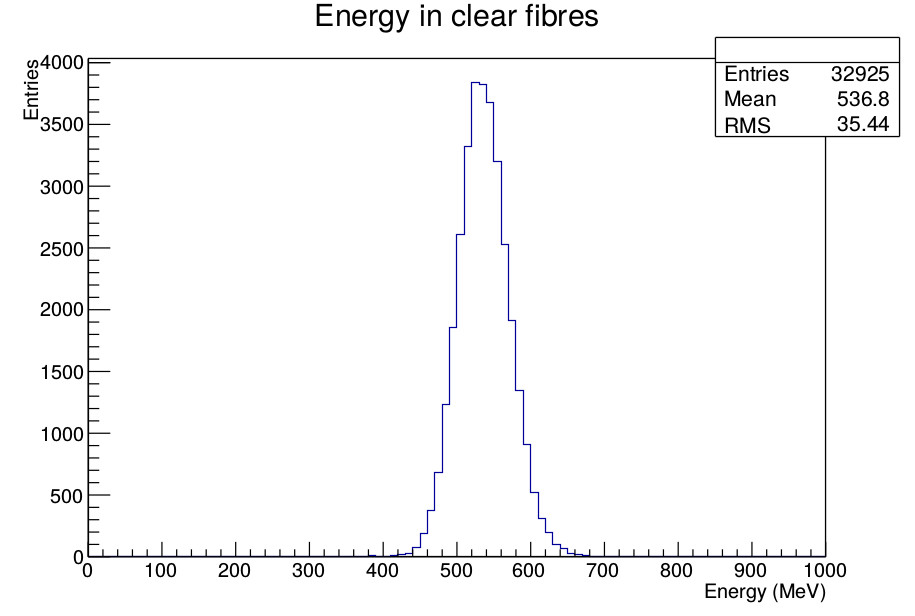 Energy in clear fibres
Entries 32925
Mean 536.8
RMS 35.44
Entries
4000
3500
3000
2500
2000
1500
1000
500
0
0 100 200 300 400 500 600 700 800 900 1000
Energy (MeV)